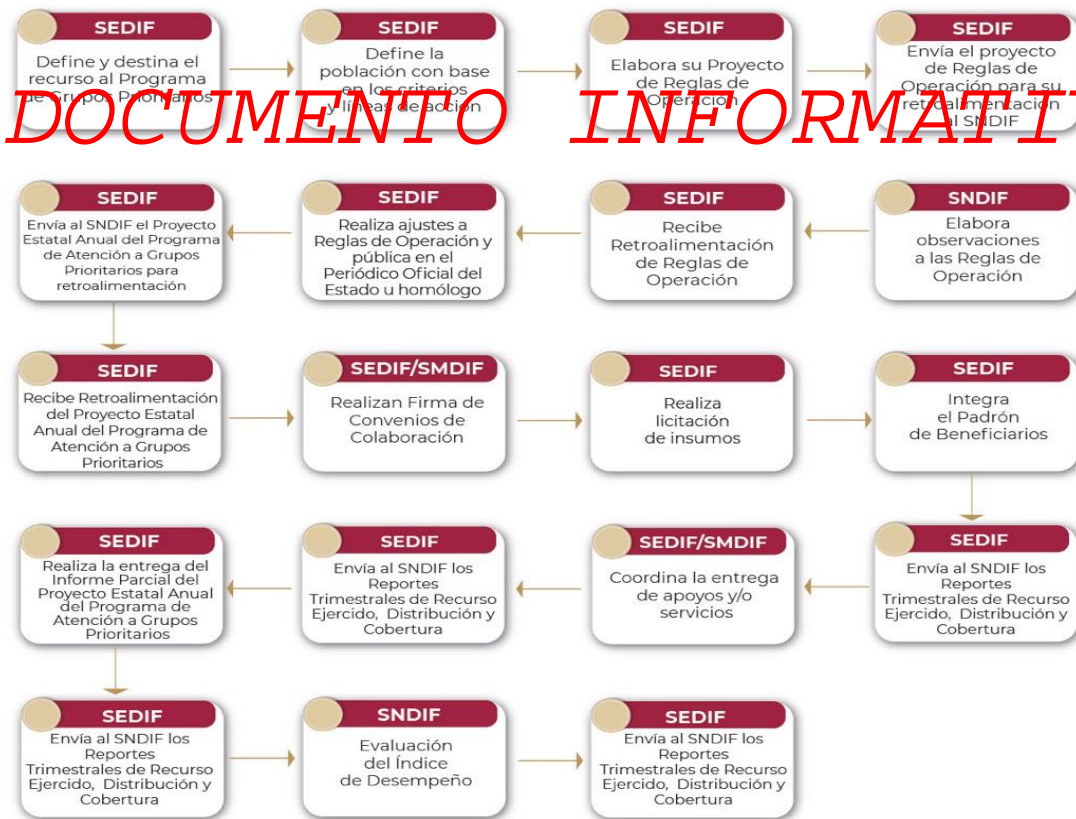 SEDIF
Define y destina el
recurso al Programa
de Grupos Prioritarios
SEDIF
Define la
población con base
en los criterios
y líneas de acción
SEDIF
Elabora su Proyecto
de Reglas de
Operación
SEDIF
Envía el proyecto
de Reglas de
Operación para su
retroalimentación
al SNDIF
DOCUMENTO INFORMATI
SEDIF
Envía al SNDIF el Proyecto
Estatal Anual del Programa
de Atención a Grupos
Prioritarios para
retroalimentación
SEDIF
Realiza ajustes a
Reglas de Operación y
pública en el
Periódico Oficial del
Estado u homólogo
SEDIF
Recibe
Retroalimentación
de Reglas de
Operación
SNDIF
Elabora
observaciones
a las Reglas de
Operación
SEDIF
Recibe Retroalimentación
del Proyecto Estatal
Anual del Programa de
Atención a Grupos
Prioritarios
SEDIF/SMDIF
Realizan Firma de
Convenios de
Colaboración
SEDIF
Realiza
licitación
de insumos
SEDIF
Integra
el Padrón
de Beneficiarios
SEDIF
Realiza la entrega del
Informe Parcial del
Proyecto Estatal Anual
del Programa de
Atención a Grupos
Prioritarios
SEDIF
Envía al SNDIF los
Reportes
Trimestrales de Recurso
Ejercido, Distribución y
Cobertura
SEDIF/SMDIF
Coordina la entrega
de apoyos y/o
servicios
SEDIF
Envía al SNDIF los
Reportes
Trimestrales de Recurso
Ejercido, Distribución y
Cobertura
SEDIF
Envía al SNDIF los
Reportes
Trimestrales de Recurso
Ejercido, Distribución y
Cobertura
SNDIF
Evaluación
del Índice
de Desempeño
SEDIF
Envía al SNDIF los
Reportes
Trimestrales de Recurso
Ejercido, Distribución y
Cobertura